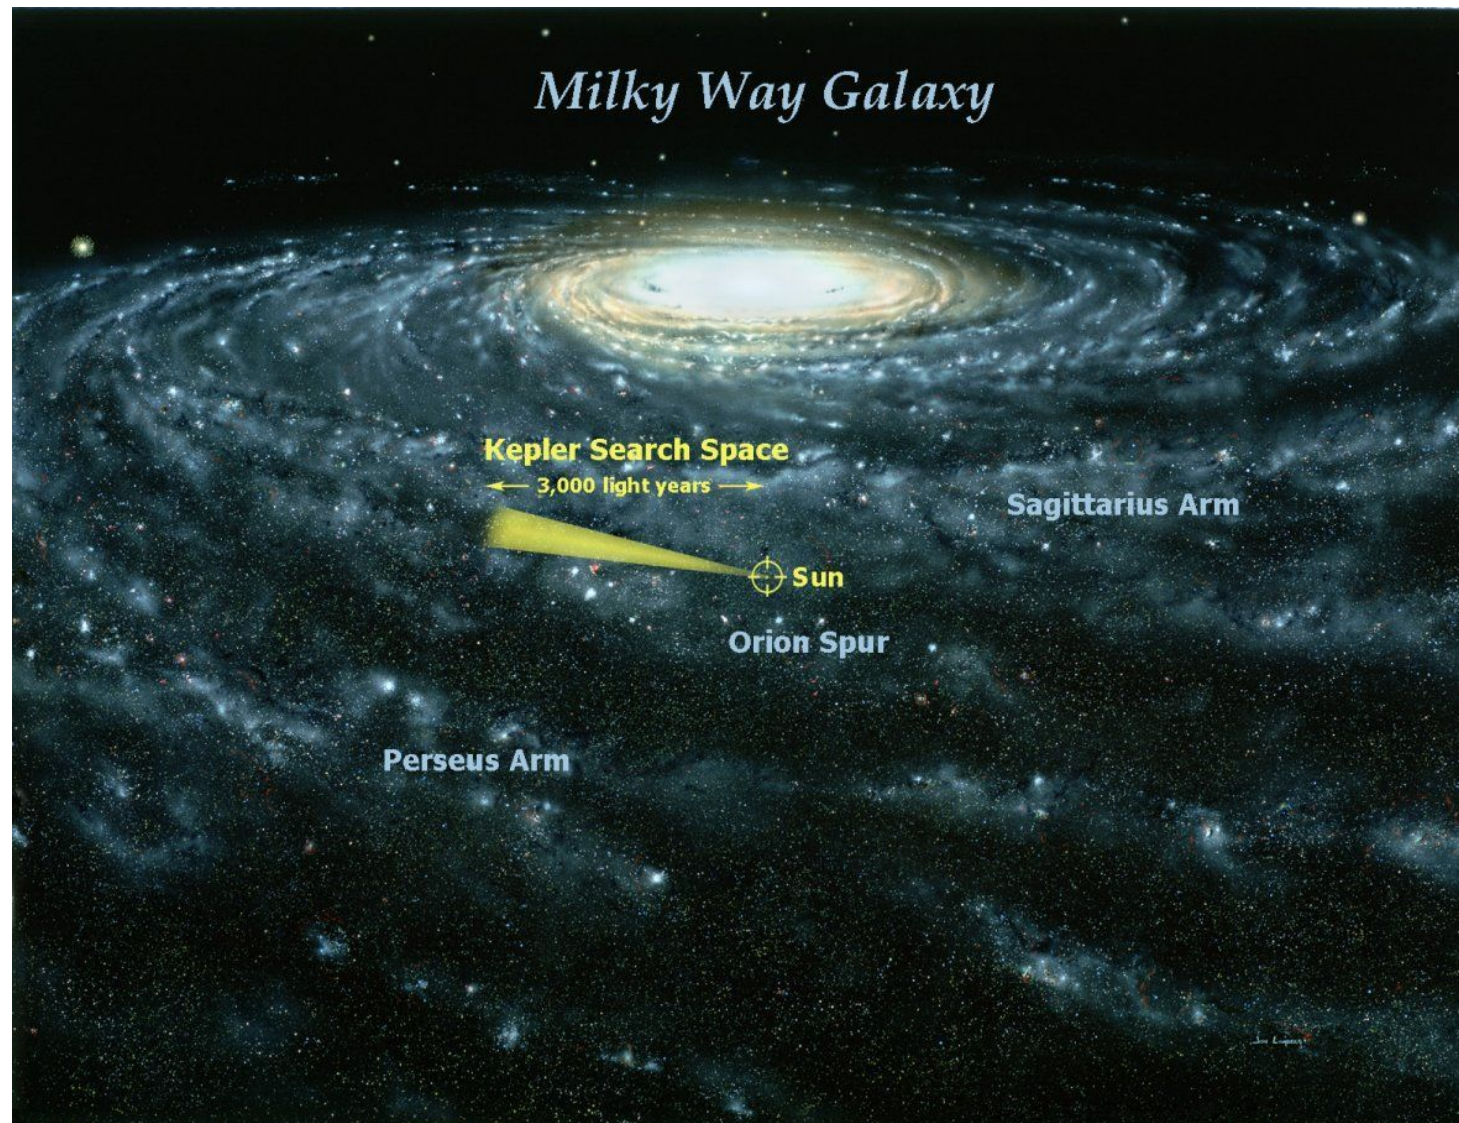 Milky Way Galaxy
Kepler Search Space
3,000 light years
Sagittarius Arm
Sun
Orion Spur
Perseus Arm